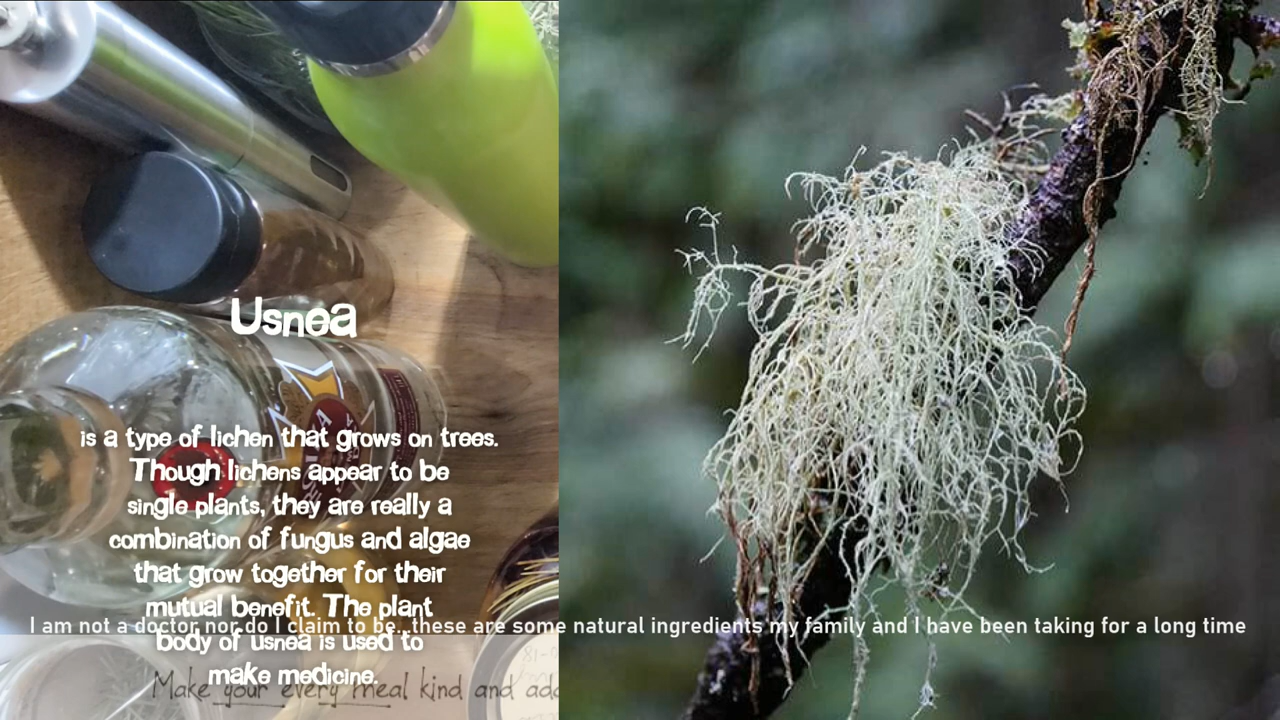 Usnea
is a type of lichen that grows on trees.
Though lichens appear to be
single plants, they are really a
combination of fungus and algae
that grow together for their
mutual benefit. The plant
I am not a doctor nor do I claim to be...these are some natural ingredients my family and I have been taking for a long time
body of usnea is used to
make medicine.
Make your every meal kind and